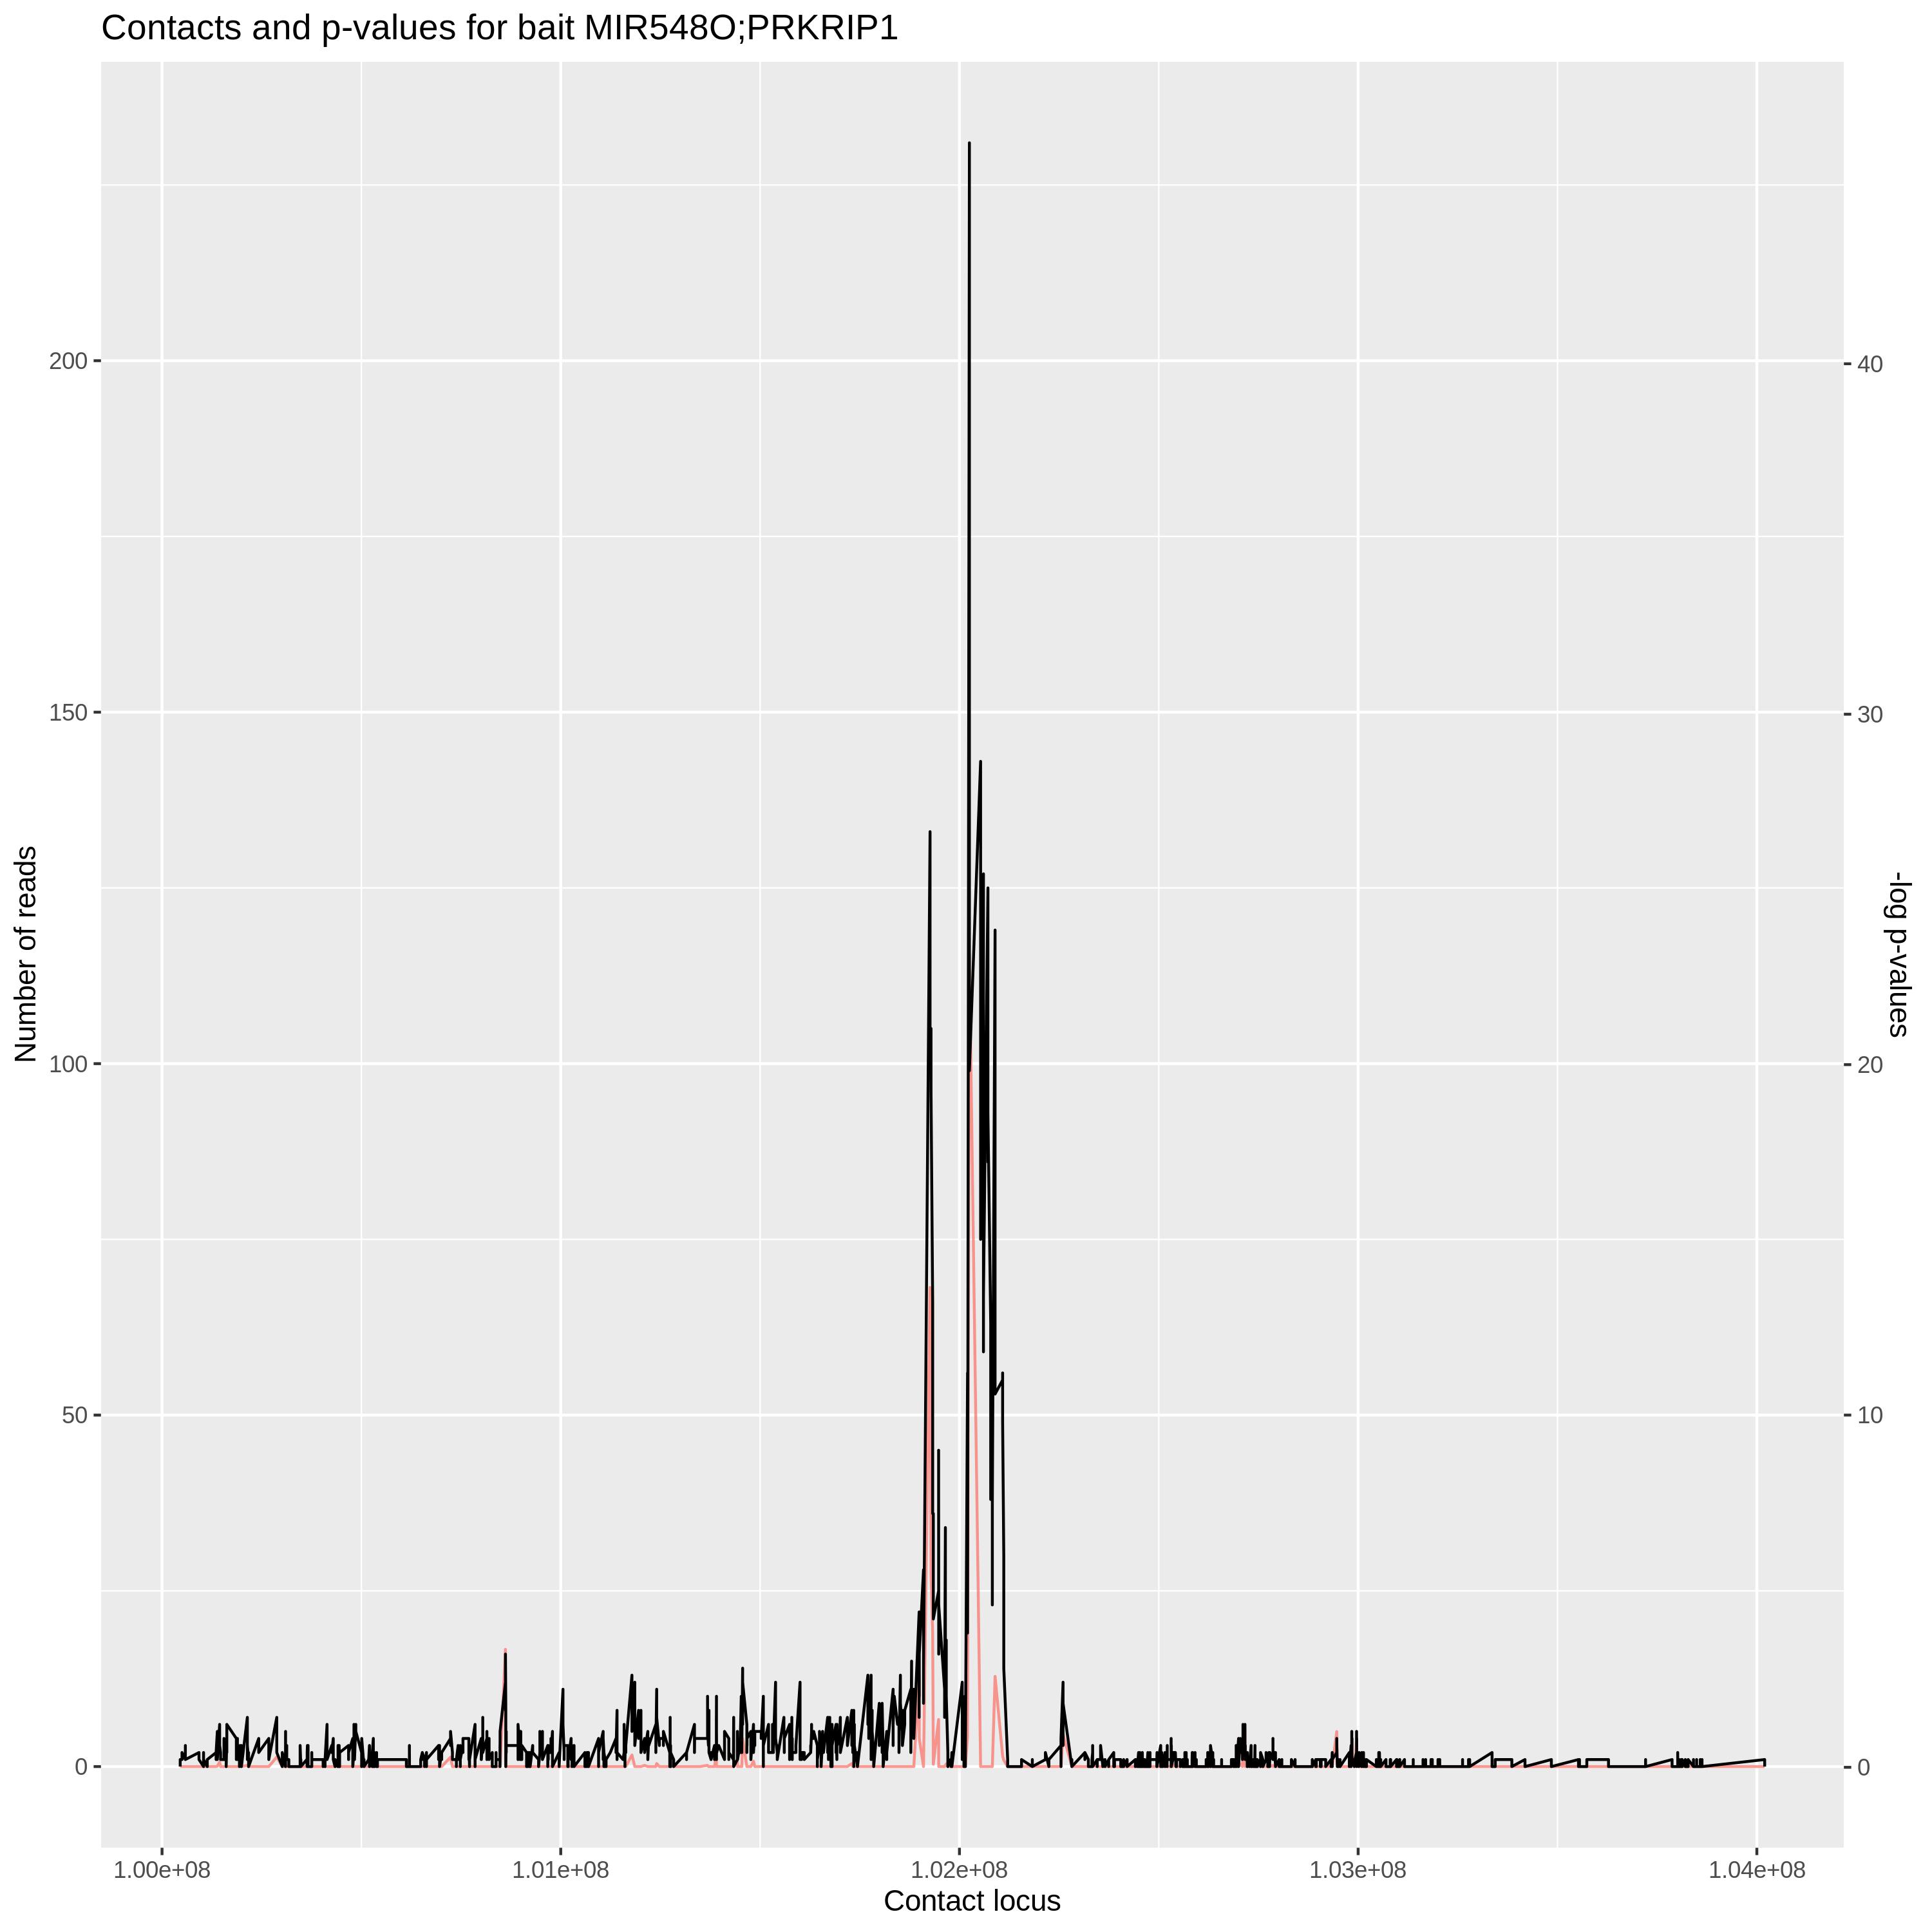 Contacts and p-values for bait MIR548O;PRKRIP1
Number of reads
200
150
100
50
0
40
30
20
10
0
-log p-values
1.00e+08
1.01e+08
1.02e+08
1.03e+08
1.04e+08
Contact locus